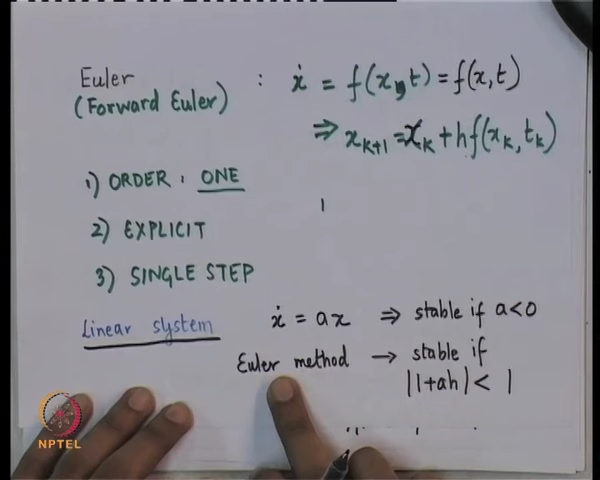 Euler : ẋ = f(x,t) = f(x,t)
(Forward Euler) ⇒ x_{k+1} = x_k + hf(x_k, t_k)
1) ORDER : ONE
2) EXPLICIT
3) SINGLE STEP
Linear system ẋ = ax ⇒ stable if a<0
Euler method → stable if
|1+ah| < 1
NPTEL